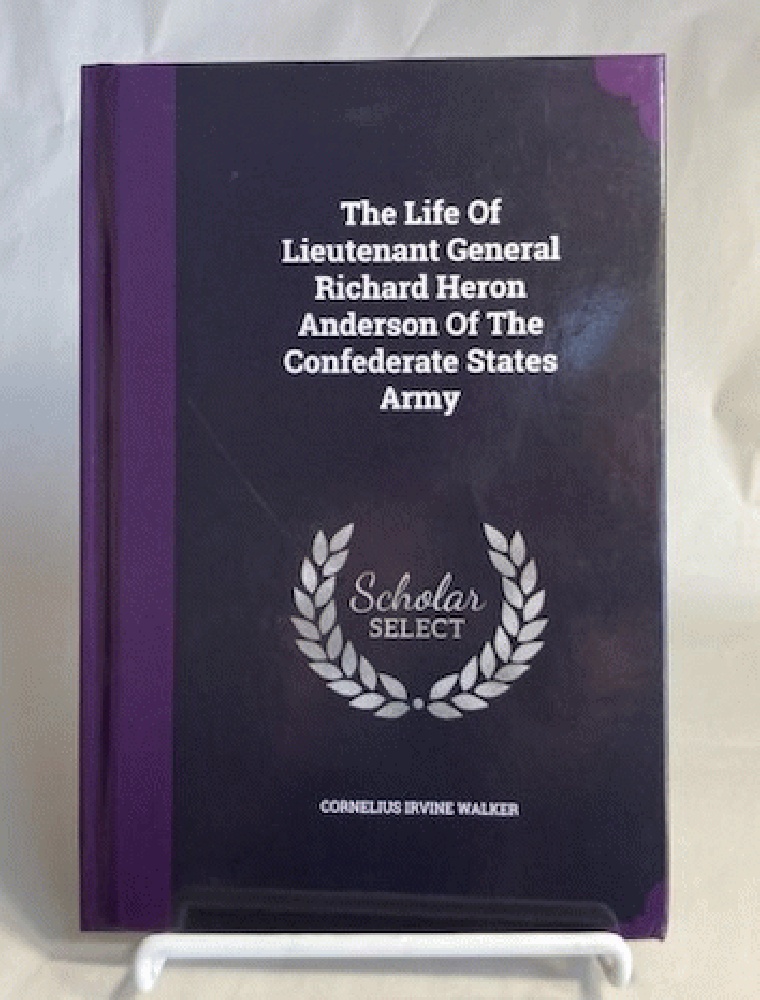 The Life Of
Lieutenant General
Richard Heron
Anderson Of The
Confederate States
Army
Scholar
SELECT
CORNELIUS IRVINE WALKER